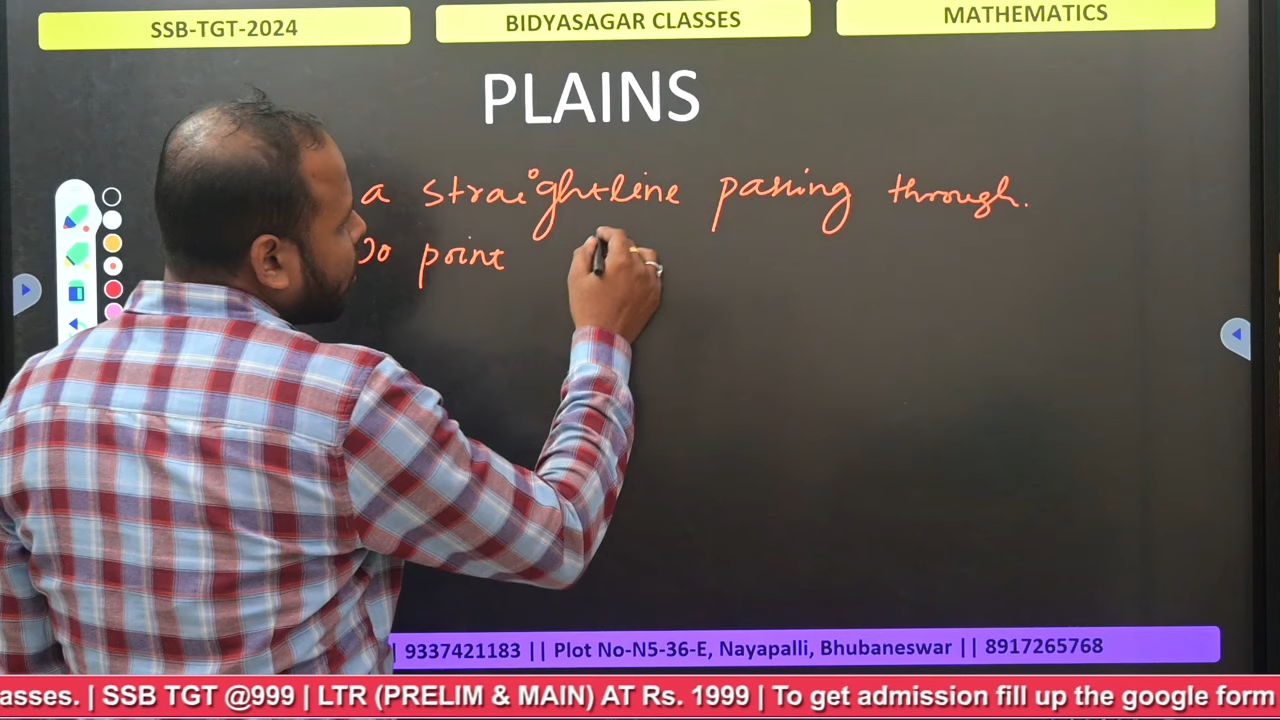 SSB-TGT-2024
BIDYASAGAR CLASSES
MATHEMATICS
PLAINS
a straightline passing through.
point
| 9337421183 || Plot No-N5-36-E, Nayapalli, Bhubaneswar || 8917265768
asses. | SSB TGT @999 | LTR (PRELIM & MAIN) AT Rs. 1999 | To get admission fill up the google form